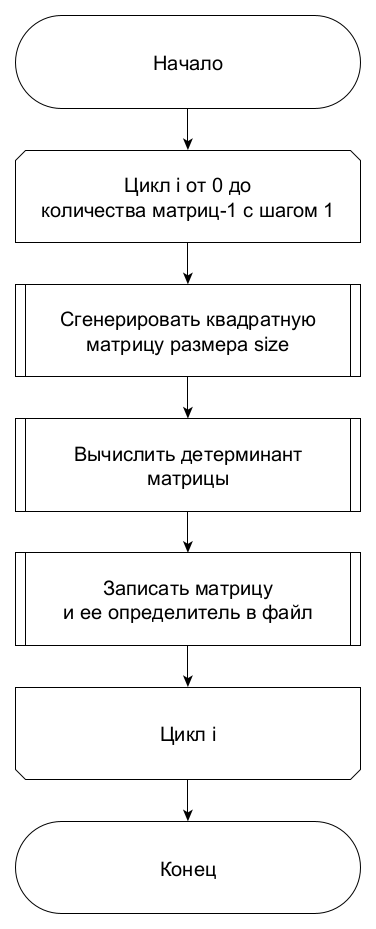 Начало
Цикл i от 0 до
количества матриц-1 с шагом 1
Сгенерировать квадратную
матрицу размера size
Вычислить детерминант
матрицы
Записать матрицу
и ее определитель в файл
Цикл i
Конец